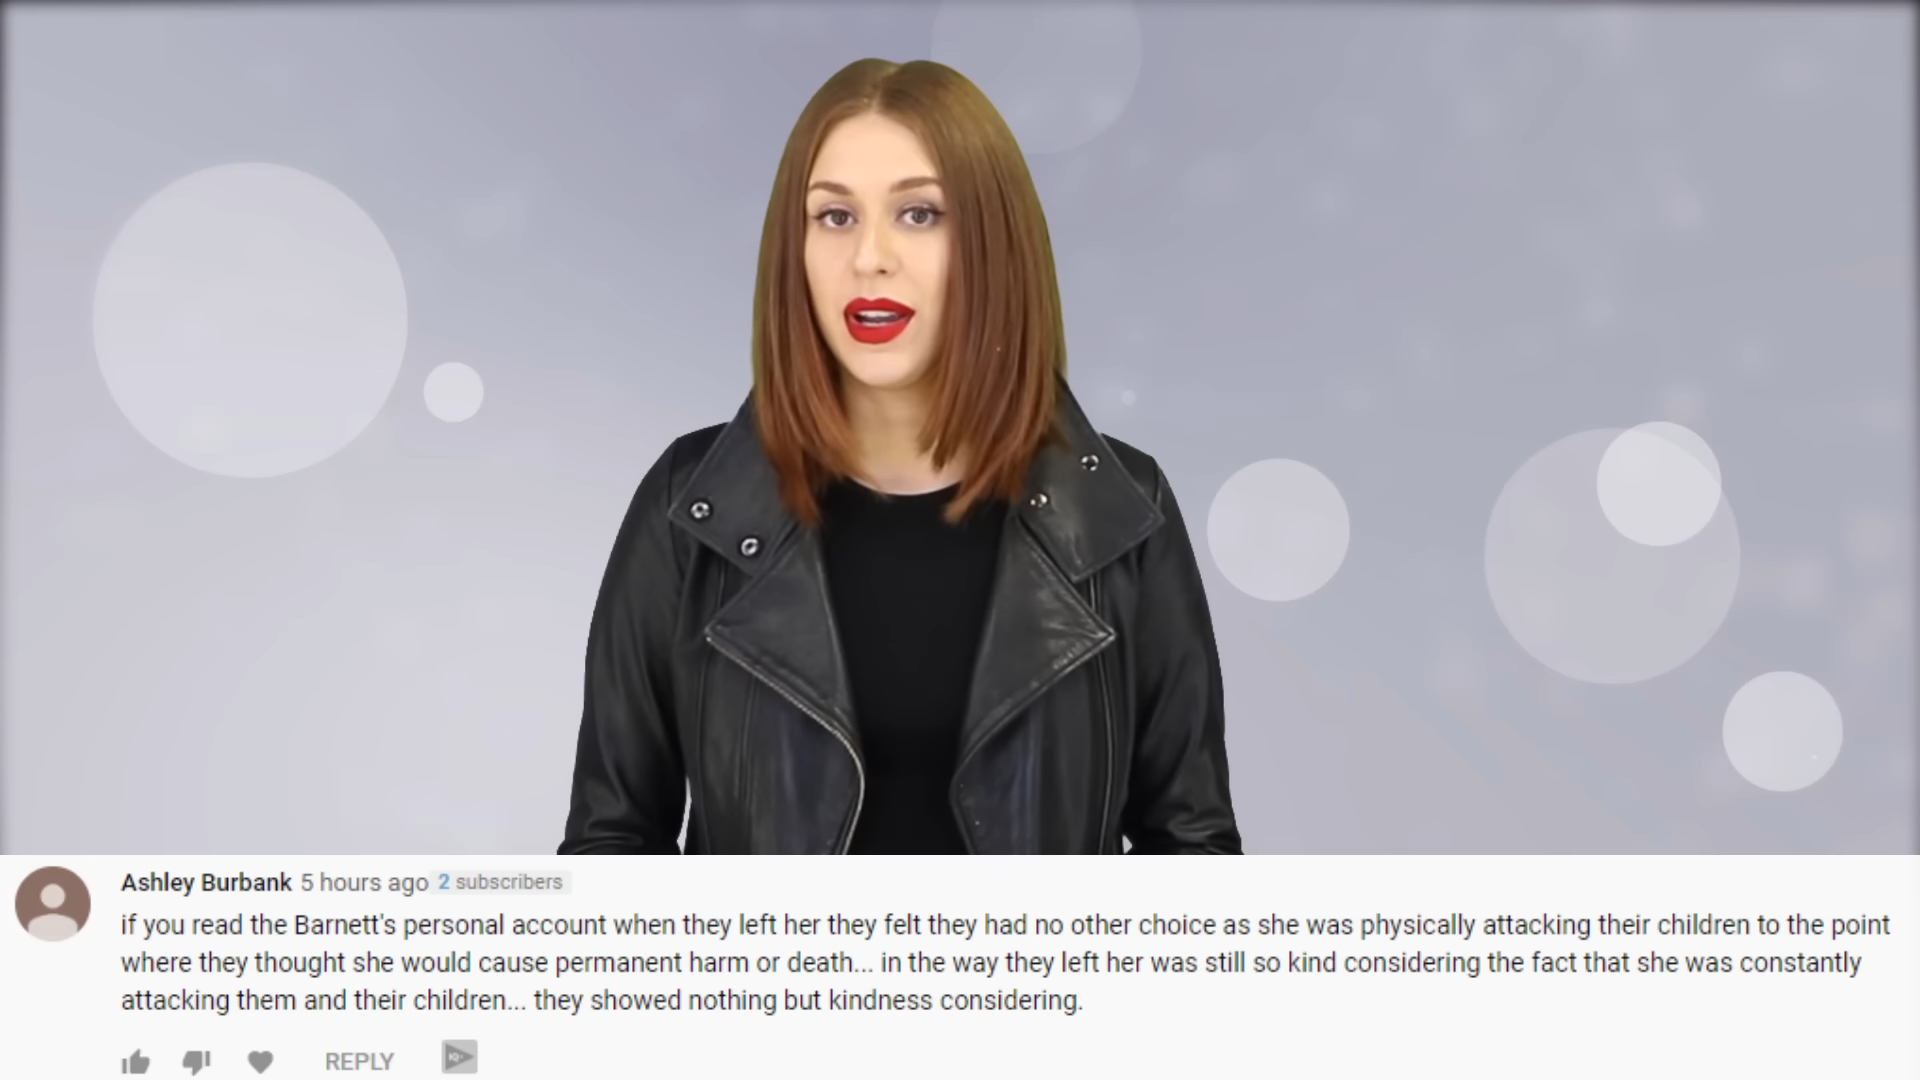 Ashley Burbank 5 hours ago 2 subscribers
if you read the Barnett's personal account when they left her they felt they had no other choice as she was physically attacking their children to the point
where they thought she would cause permanent harm or death... in the way they left her was still so kind considering the fact that she was constantly
attacking them and their children... they showed nothing but kindness considering.
REPLY